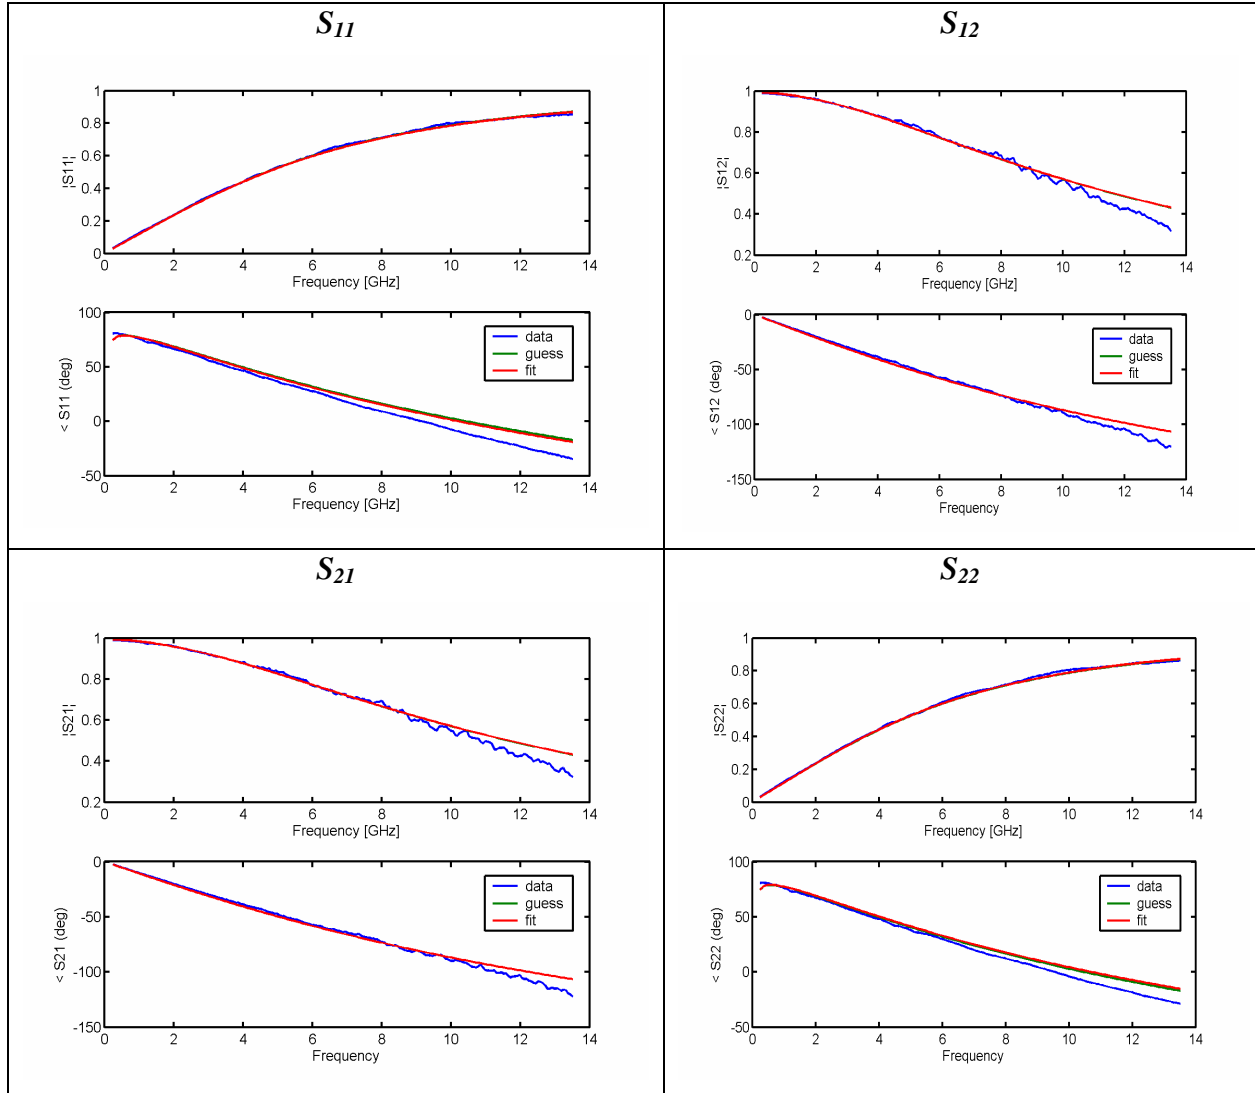 S11
1
0.8
0.6
0.4
0.2
0
¦S11¦
0 2 4 6 8 10 12 14
Frequency [GHz]
100
50
0
-50
< S11 (deg)
data
guess
fit
0 2 4 6 8 10 12 14
Frequency [GHz]
S12
1
0.8
0.6
0.4
0.2
¦S12¦
0 2 4 6 8 10 12 14
Frequency [GHz]
0
-50
-100
-150
< S12 (deg)
data
guess
fit
0 2 4 6 8 10 12 14
Frequency
S21
1
0.8
0.6
0.4
0.2
¦S21¦
0 2 4 6 8 10 12 14
Frequency [GHz]
0
-50
-100
-150
< S21 (deg)
data
guess
fit
0 2 4 6 8 10 12 14
Frequency
S22
1
0.8
0.6
0.4
0.2
0
¦S22¦
0 2 4 6 8 10 12 14
Frequency [GHz]
100
50
0
-50
< S22 (deg)
data
guess
fit
0 2 4 6 8 10 12 14
Frequency